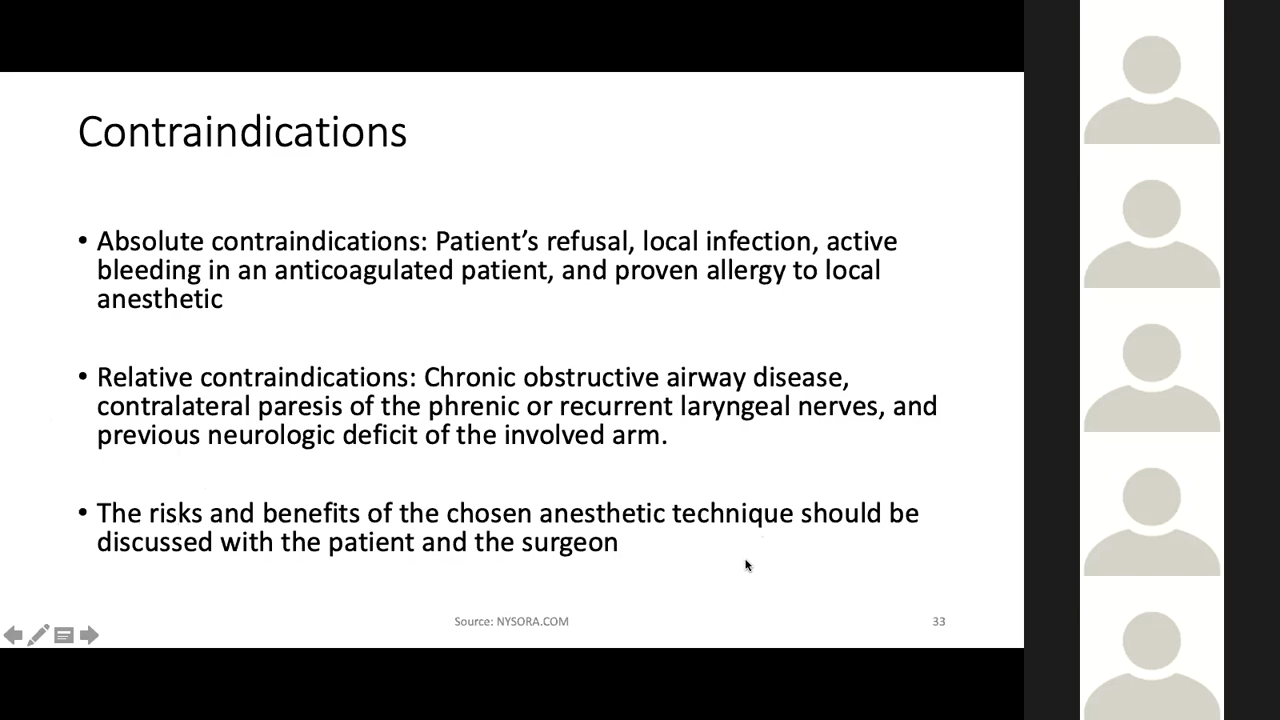 Contraindications
• Absolute contraindications: Patient’s refusal, local infection, active
bleeding in an anticoagulated patient, and proven allergy to local
anesthetic
• Relative contraindications: Chronic obstructive airway disease,
contralateral paresis of the phrenic or recurrent laryngeal nerves, and
previous neurologic deficit of the involved arm.
• The risks and benefits of the chosen anesthetic technique should be
discussed with the patient and the surgeon
Source: NYSORA.COM
33